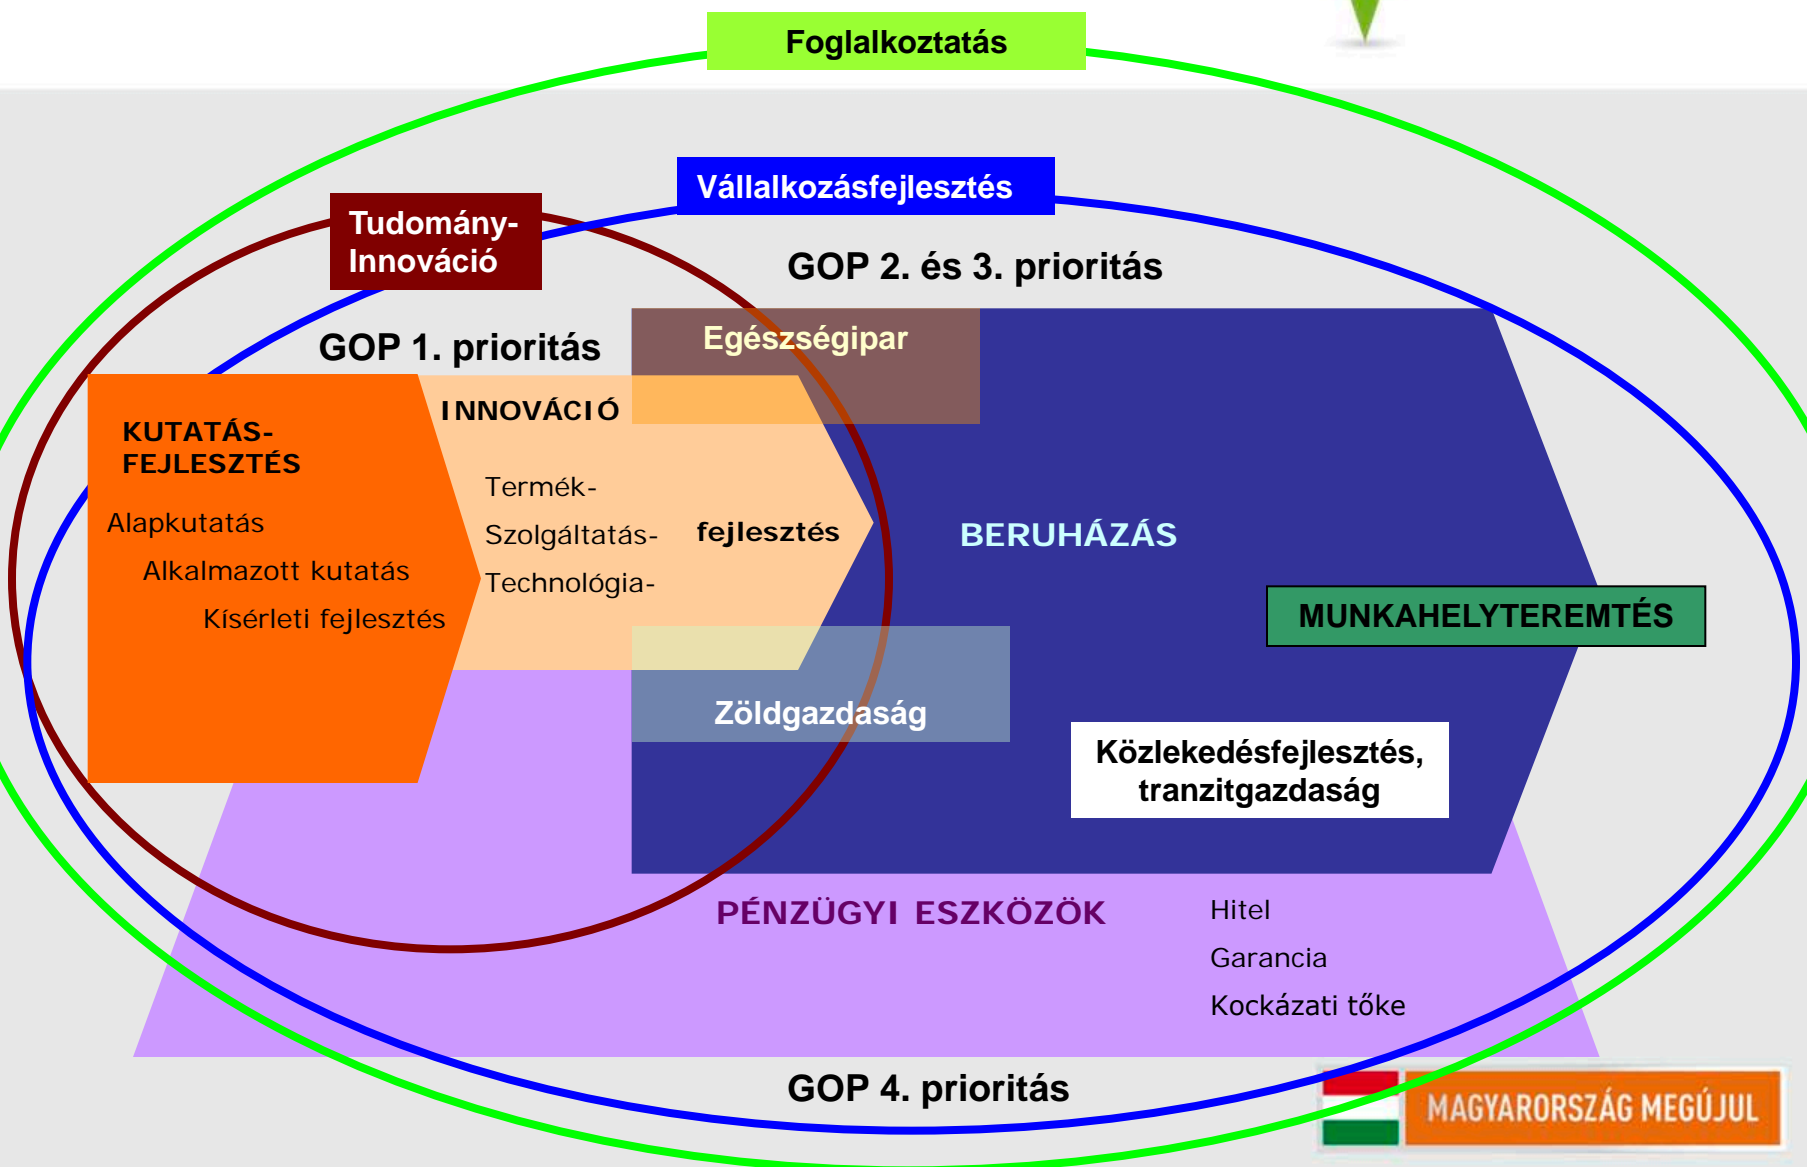 Foglalkoztatás
Vállalkozásfejlesztés
Tudomány-
Innováció
GOP 2. és 3. prioritás
GOP 1. prioritás
Egészségipar
INNOVÁCIÓ
KUTATÁS-
FEJLESZTÉS
Alapkutatás
Alkalmazott kutatás
Kísérleti fejlesztés
Termék-
Szolgáltatás-
Technológia-
fejlesztés
BERUHÁZÁS
MUNKAHELYTEREMTÉS
Zöldgazdaság
Közlekedésfejlesztés,
tranzitgazdaság
PÉNZÜGYI ESZKÖZÖK
Hitel
Garancia
Kockázati tőke
GOP 4. prioritás
MAGYARORSZÁG MEGÚJUL